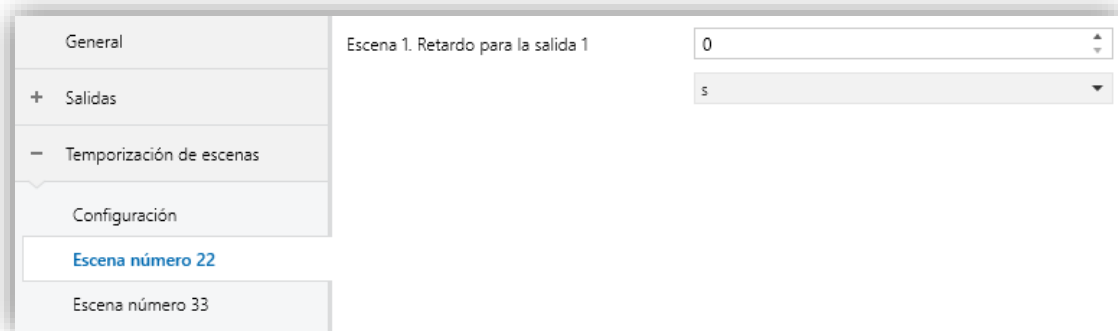 General
+ Salidas
− Temporización de escenas
Configuración
Escena número 22
Escena número 33
Escena 1. Retardo para la salida 1
0
s